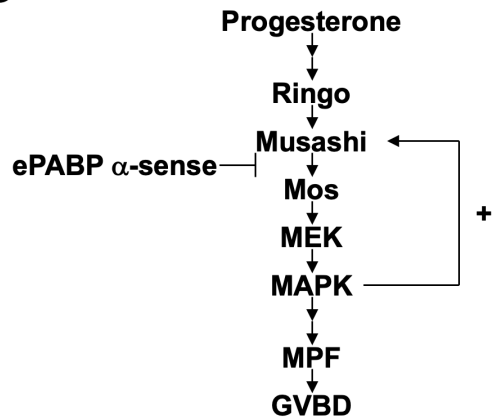 Progesterone
Ringo
Musashi
ePABP α-sense
Mos
MEK
+
MAPK
MPF
GVBD